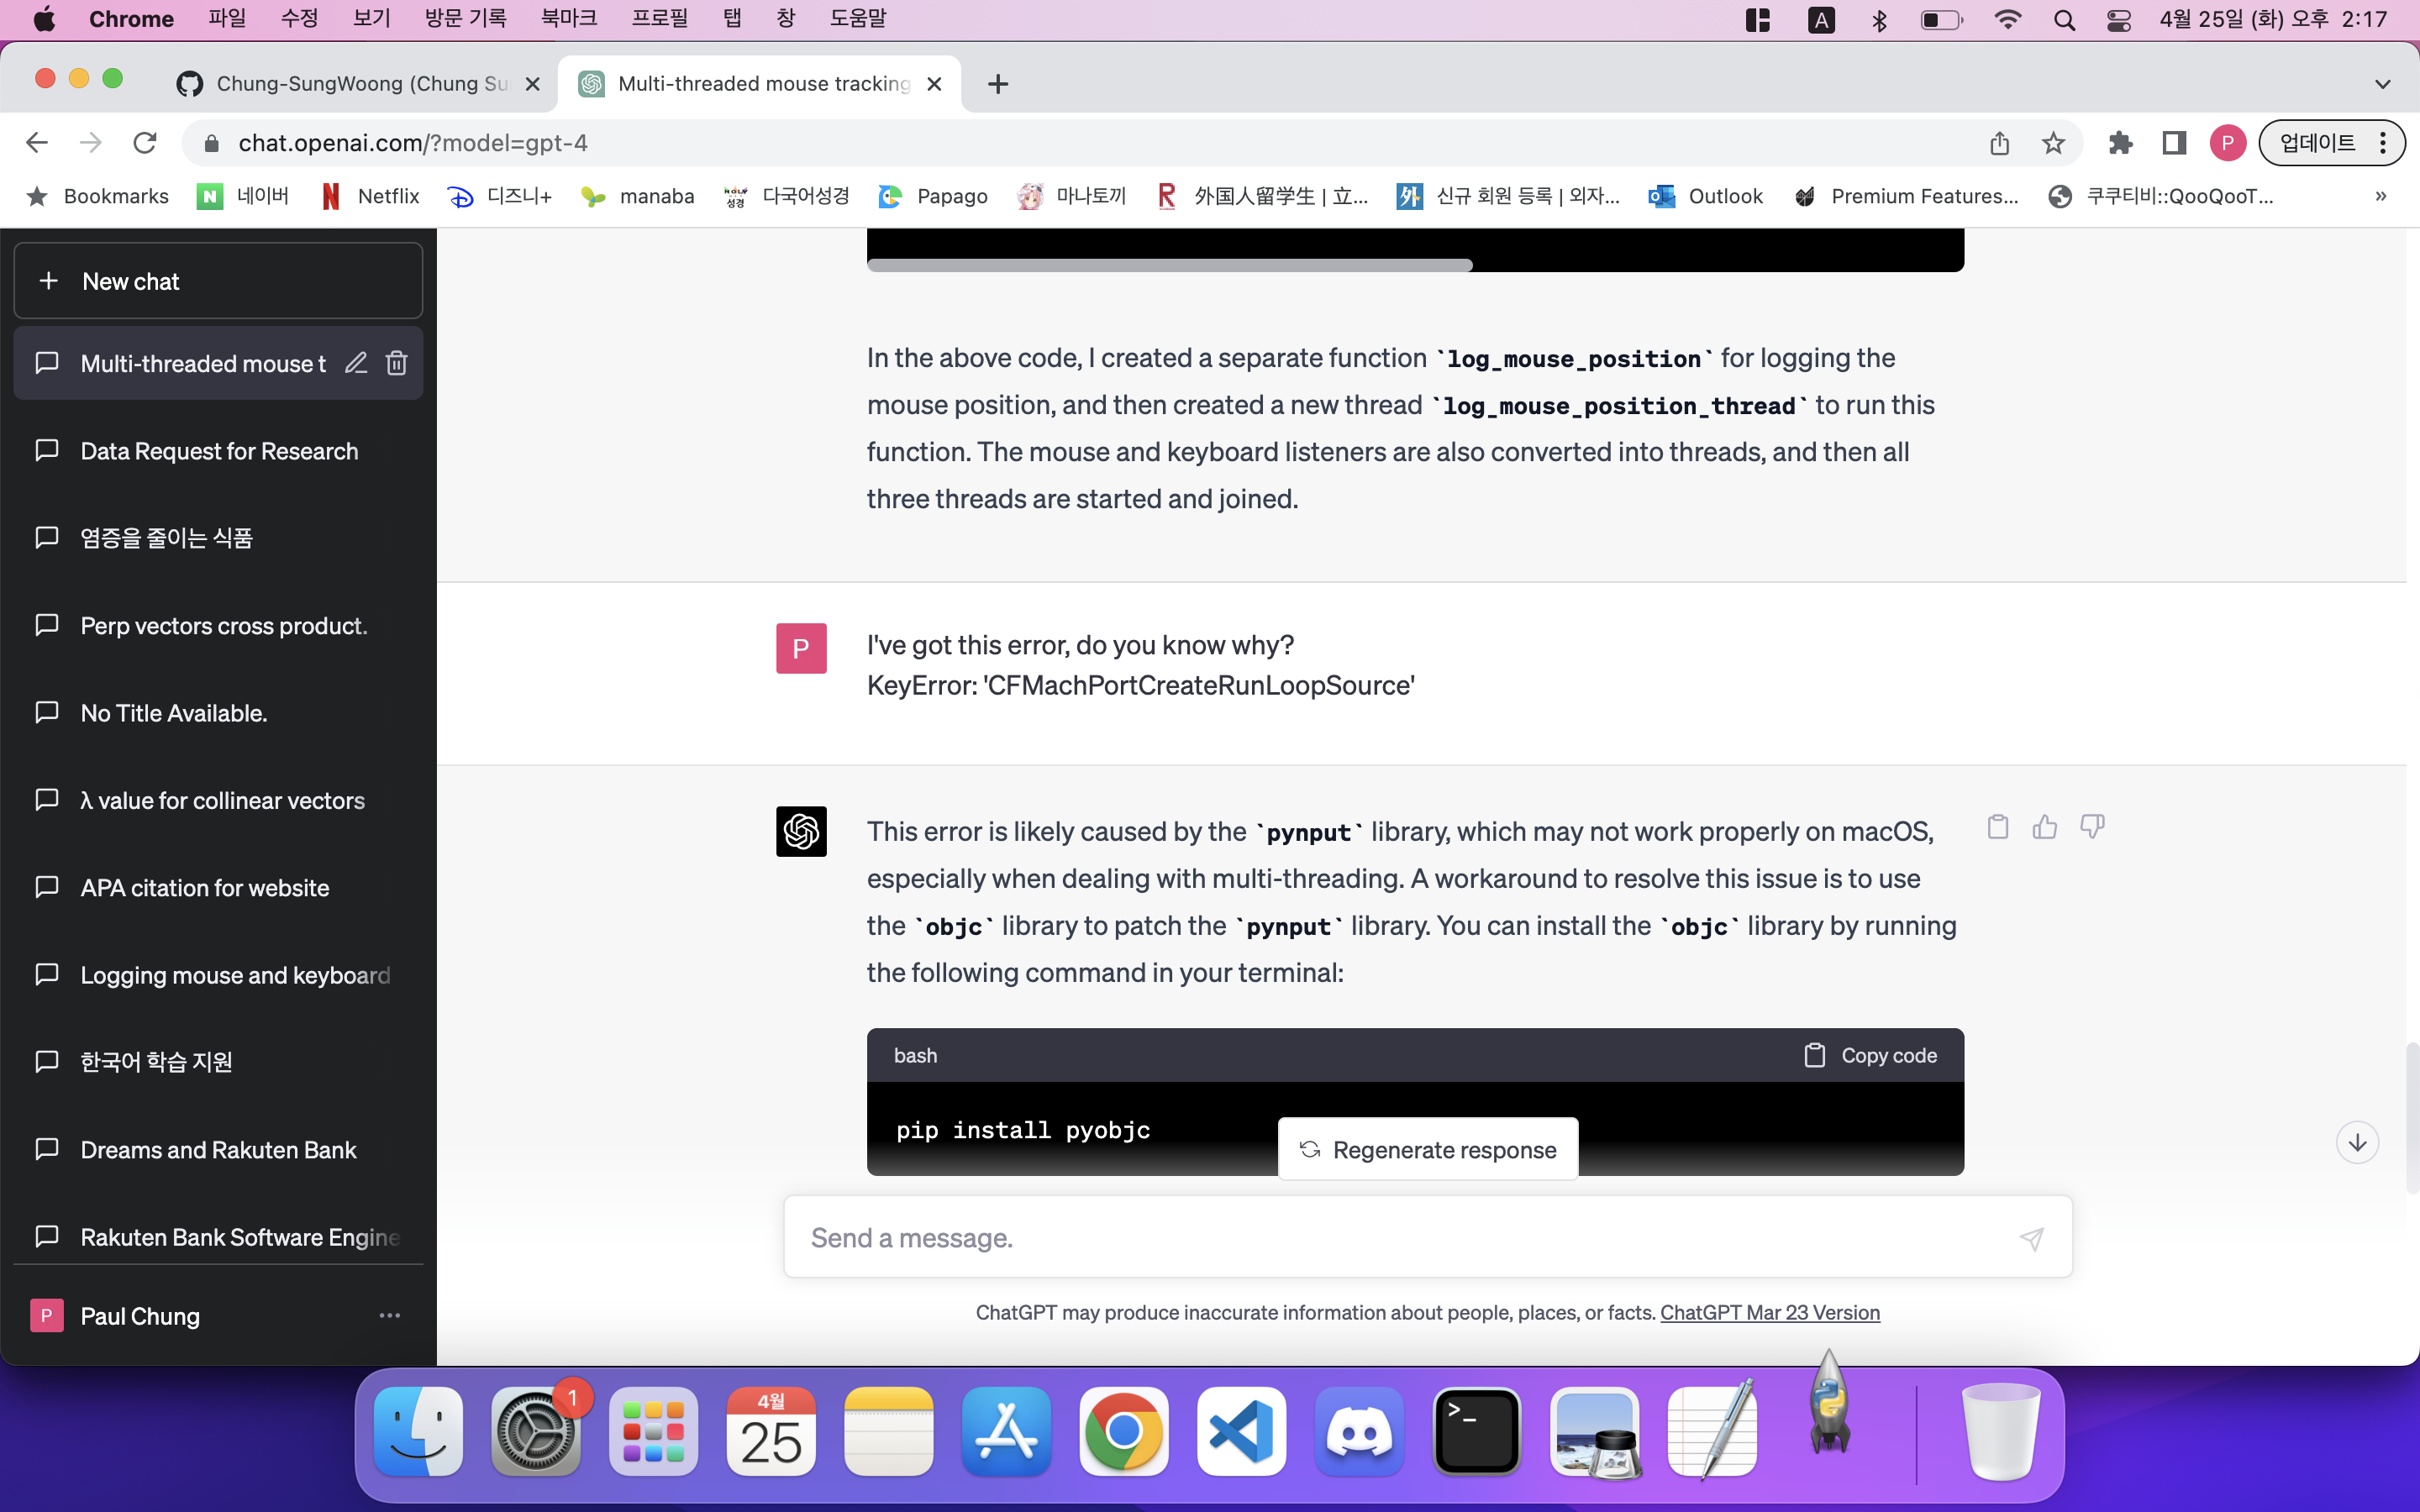 Chrome 파일 수정 보기 방문 기록 북마크 프로필 탭 창 도움말 A 4월 25일 (화) 오후 2:17
Chung-SungWoong (Chung Su
Multi-threaded mouse tracking
chat.openai.com/?model=gpt-4
P 업데이트
Bookmarks N 네이버 N Netflix 디즈니+ manaba 성경 다국어성경 Papago 마나토끼 R 外国人留学生 | 立... 外 신규 회원 등록 | 외자... Outlook Premium Features... 쿠쿠티비::QooQooT... »
New chat
Multi-threaded mouse t
Data Request for Research
염증을 줄이는 식품
Perp vectors cross product.
No Title Available.
λ value for collinear vectors
APA citation for website
Logging mouse and keyboard
한국어 학습 지원
Dreams and Rakuten Bank
Rakuten Bank Software Engine
P Paul Chung ...
In the above code, I created a separate function `log_mouse_position` for logging the
mouse position, and then created a new thread `log_mouse_position_thread` to run this
function. The mouse and keyboard listeners are also converted into threads, and then all
three threads are started and joined.
P
I've got this error, do you know why?
KeyError: 'CFMachPortCreateRunLoopSource'
This error is likely caused by the `pynput` library, which may not work properly on macOS,
especially when dealing with multi-threading. A workaround to resolve this issue is to use
the `objc` library to patch the `pynput` library. You can install the `objc` library by running
the following command in your terminal:
bash Copy code
pip install pyobjc
Regenerate response
Send a message.
ChatGPT may produce inaccurate information about people, places, or facts. ChatGPT Mar 23 Version
1
4월
25
>_